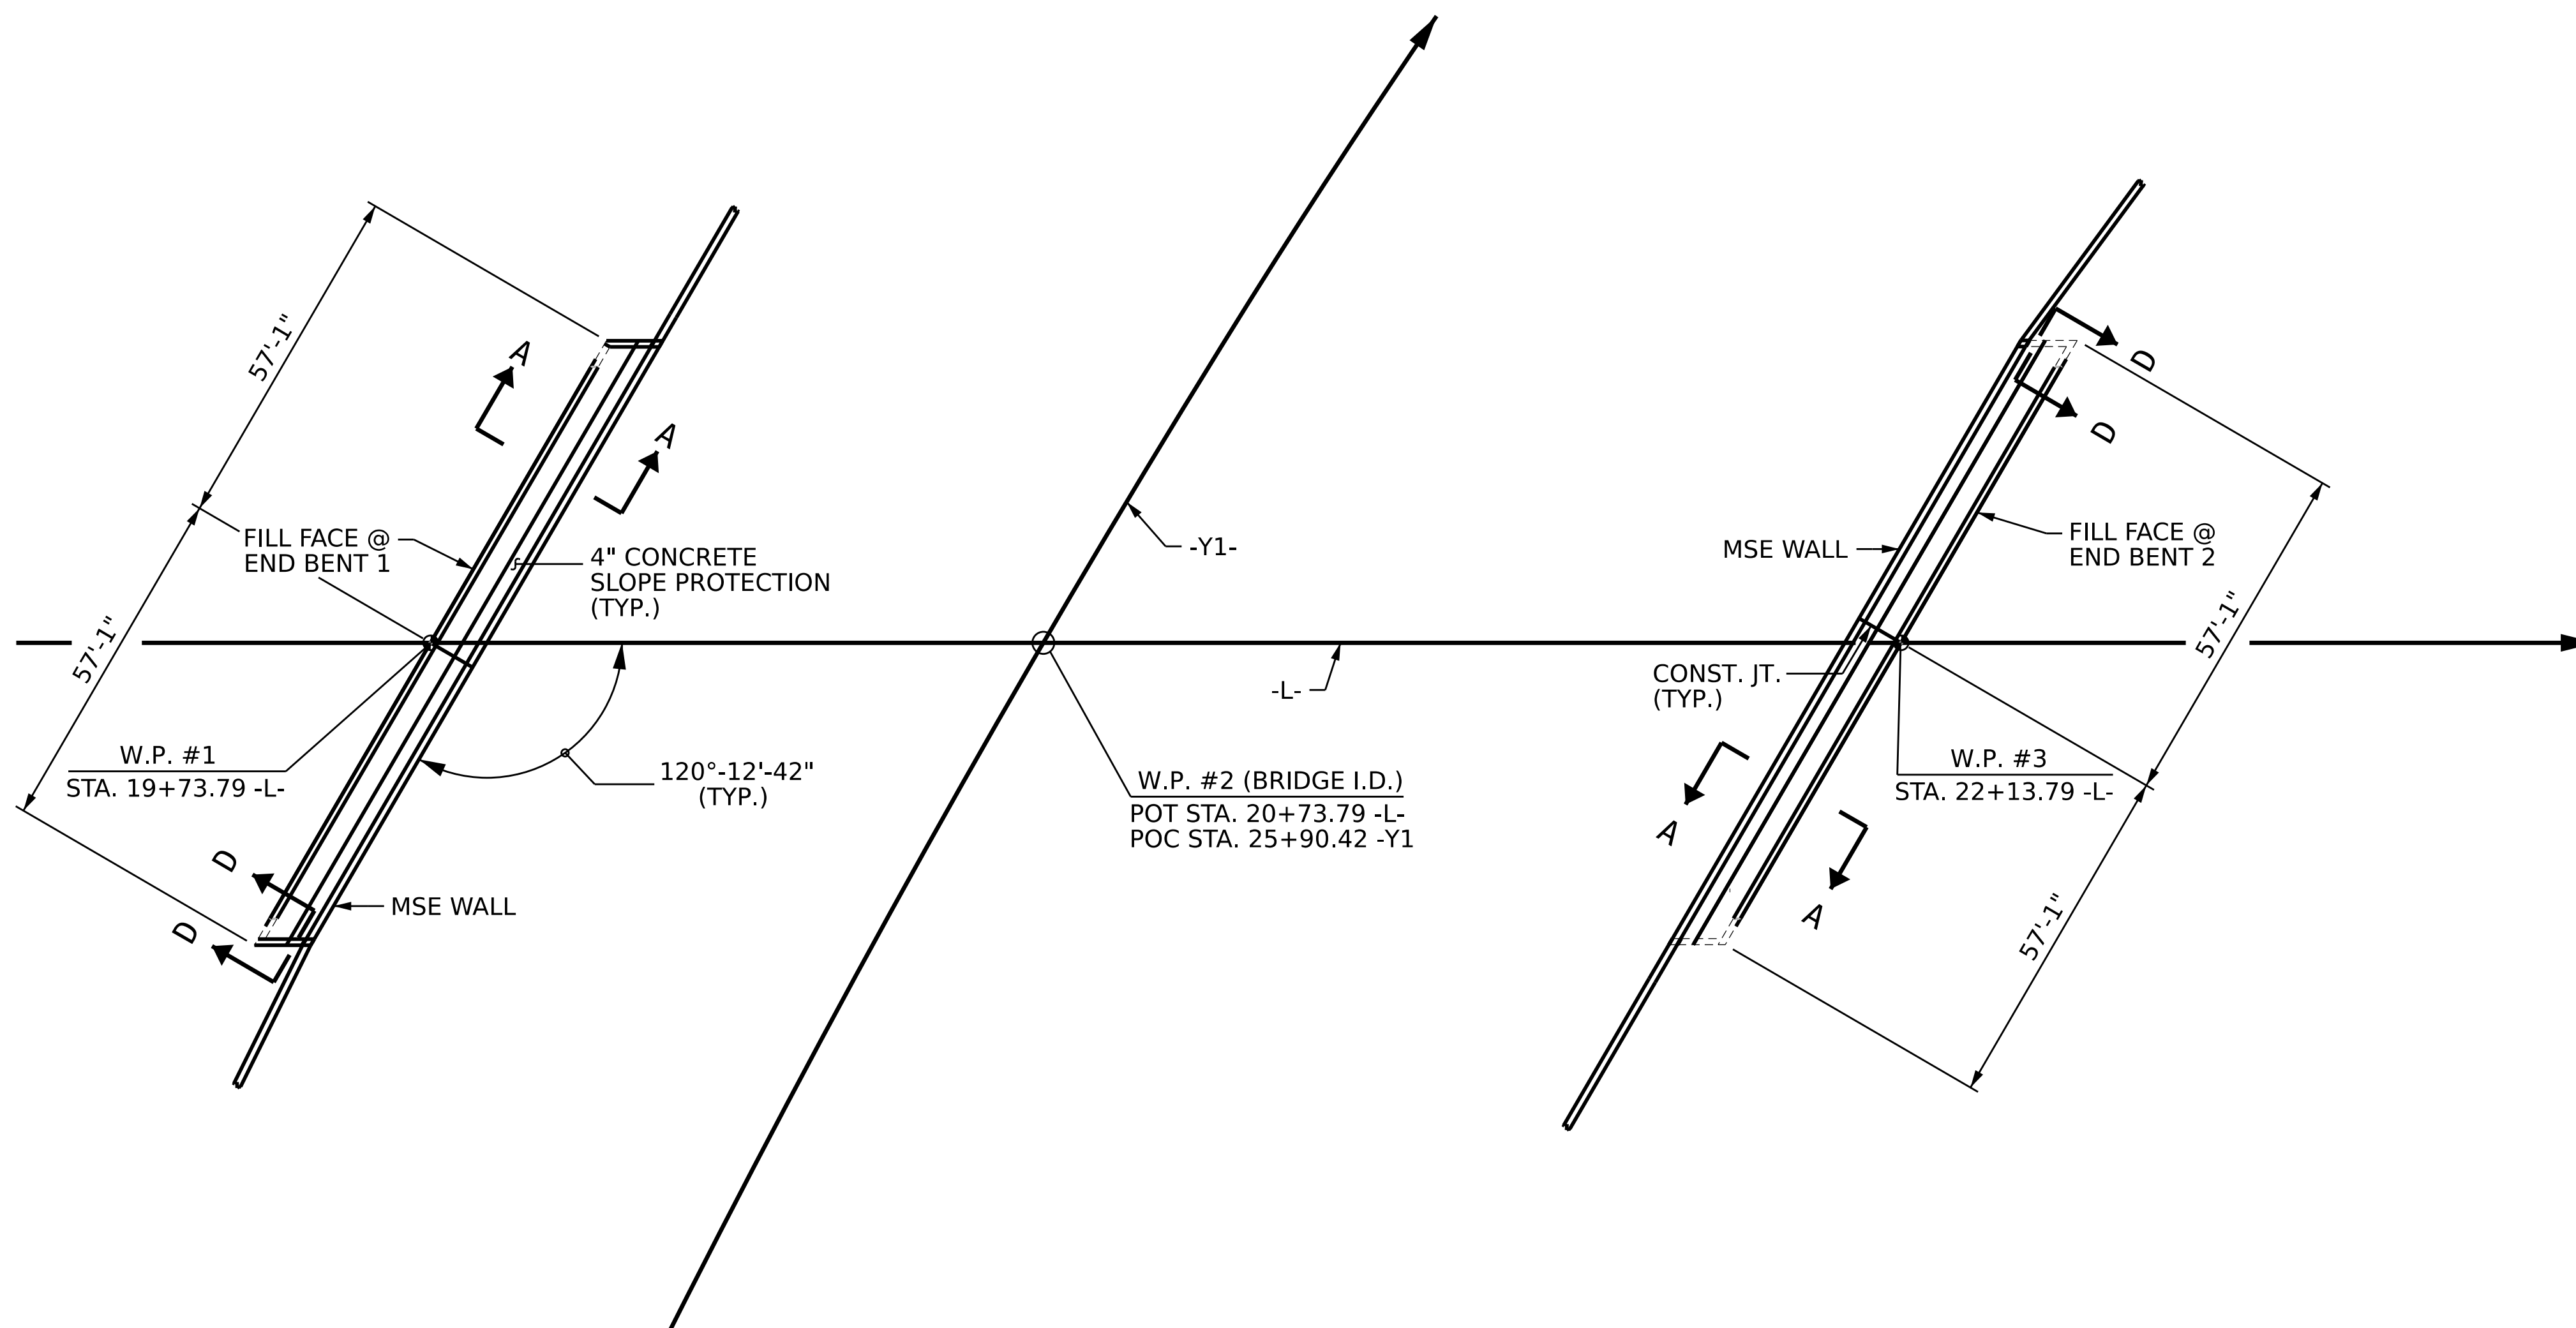 57'-1"
A
A
D
D
57'-1"
FILL FACE @
END BENT 1
4" CONCRETE
SLOPE PROTECTION
(TYP.)
-Y1-
MSE WALL
FILL FACE @
END BENT 2
57'-1"
57'-1"
-L-
CONST. JT.
(TYP.)
W.P. #1
STA. 19+73.79 -L-
120°-12'-42"
(TYP.)
W.P. #2 (BRIDGE I.D.)
POT STA. 20+73.79 -L-
POC STA. 25+90.42 -Y1
W.P. #3
STA. 22+13.79 -L-
A
A
D
D
MSE WALL